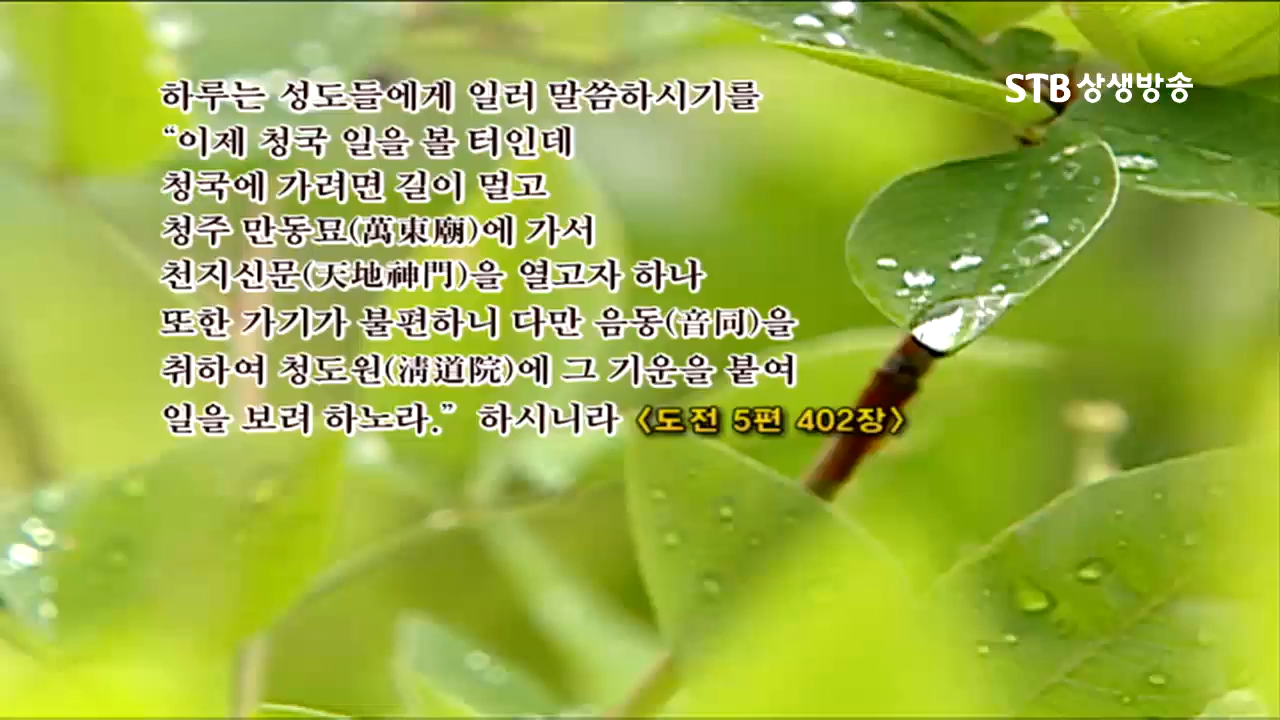 STB상생방송
하루는 성도들에게 일러 말씀하시기를
“이제 청국 일을 볼 터인데
청국에 가려면 길이 멀고
청주 만동묘(萬東廟)에 가서
천지신문(天地神門)을 열고자 하나
또한 가기가 불편하니 다만 음동(音同)을
취하여 청도원(淸道院)에 그 기운을 붙여
일을 보려 하노라.” 하시니라 <도전 5편 402장>